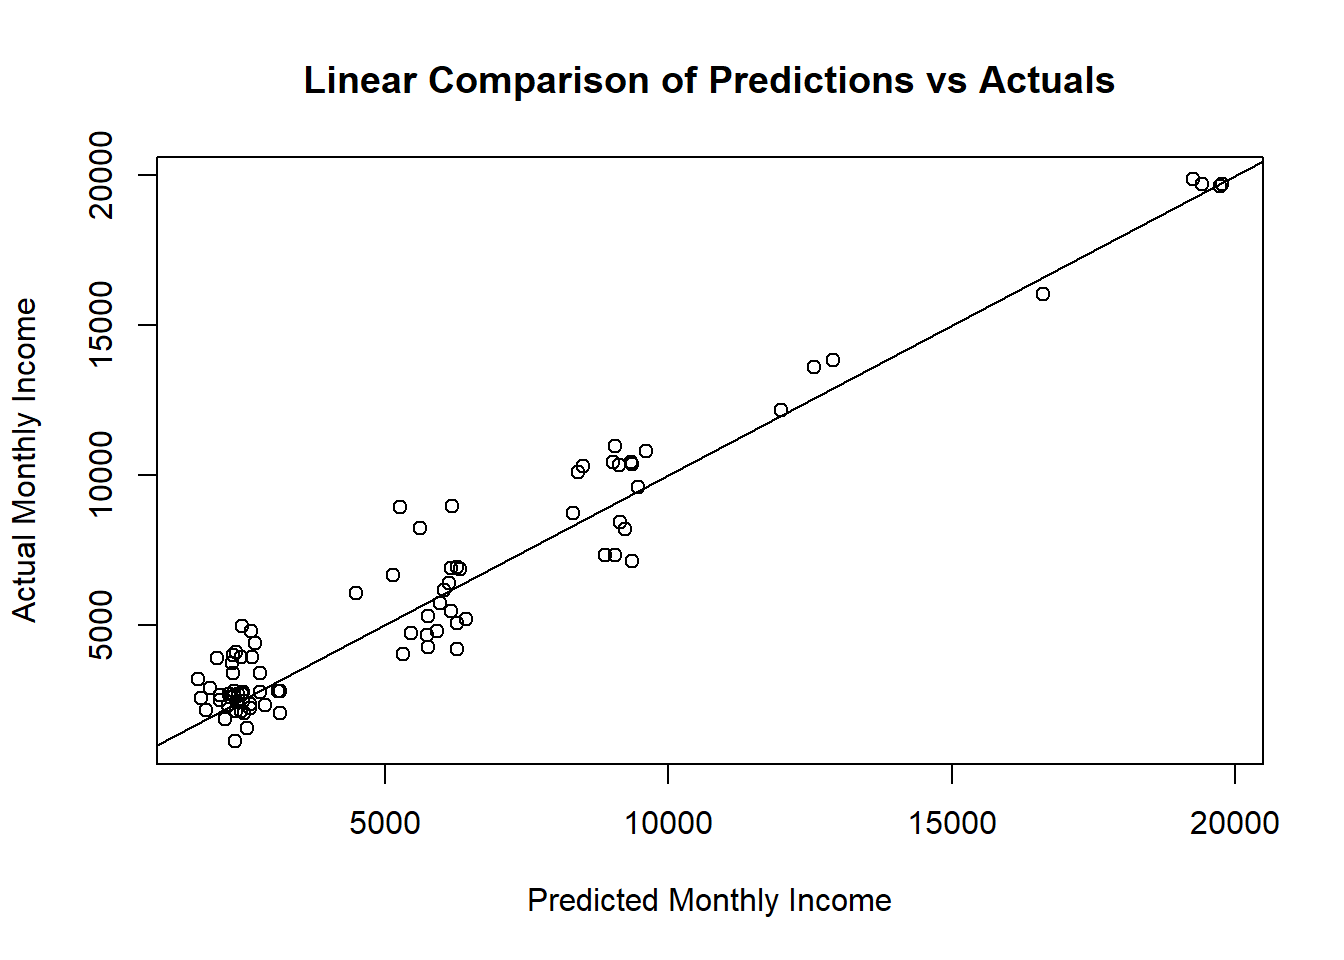 Linear Comparison of Predictions vs Actuals
Actual Monthly Income
20000
15000
10000
5000
5000 10000 15000 20000
Predicted Monthly Income